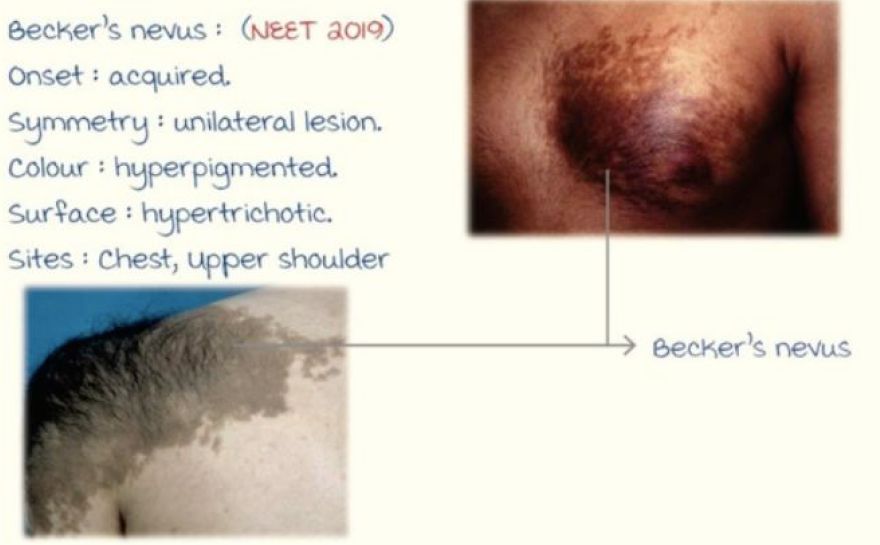 Becker's nevus : (NEET 2019)
Onset : acquired.
Symmetry : unilateral lesion.
Colour : hyperpigmented.
Surface : hypertrichotic.
Sites : Chest, upper shoulder
Becker's nevus